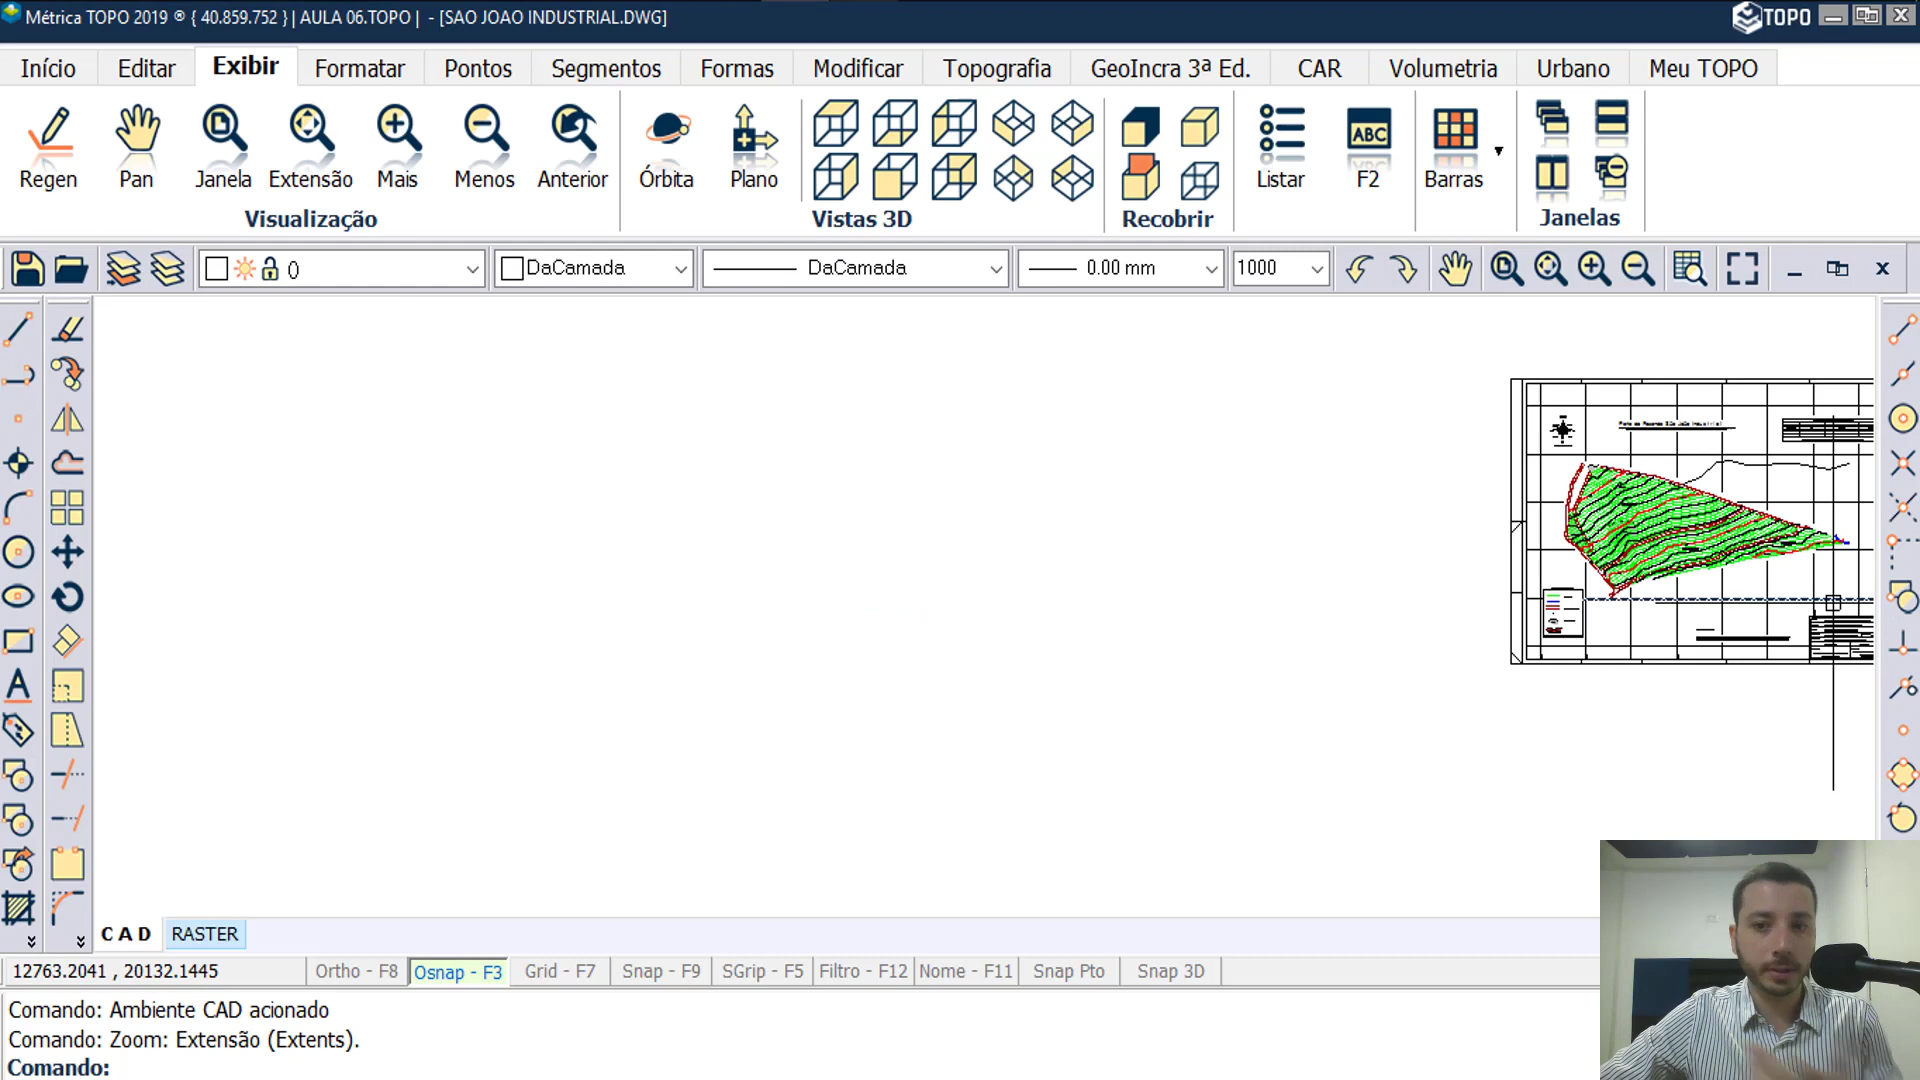 Métrica TOPO 2019 ® { 40.859.752 } | AULA 06.TOPO |  - [SAO JOAO INDUSTRIAL.DWG]
TOPO
Início Editar Exibir Formatar Pontos Segmentos Formas Modificar Topografia GeoIncra 3ª Ed. CAR Volumetria Urbano Meu TOPO
ABC
Regen Pan Janela Extensão Mais Menos Anterior Órbita Plano Listar F2 Barras
Visualização Vistas 3D Recobrir Janelas
0 DaCamada DaCamada 0.00 mm 1000
A
CAD RASTER
12763.2041 , 20132.1445 Ortho - F8 Osnap - F3 Grid - F7 Snap - F9 SGrip - F5 Filtro - F12 Nome - F11 Snap Pto Snap 3D
Comando: Ambiente CAD acionado
Comando: Zoom: Extensão (Extents).
Comando: